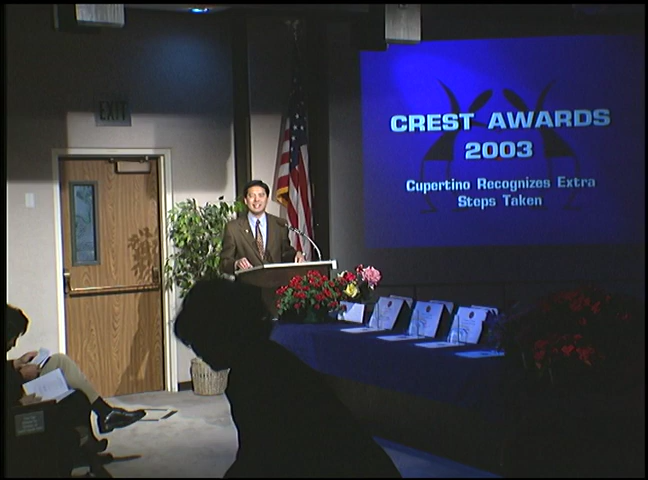 EXIT
CREST AWARDS
2003
Cupertino Recognizes Extra
Steps Taken